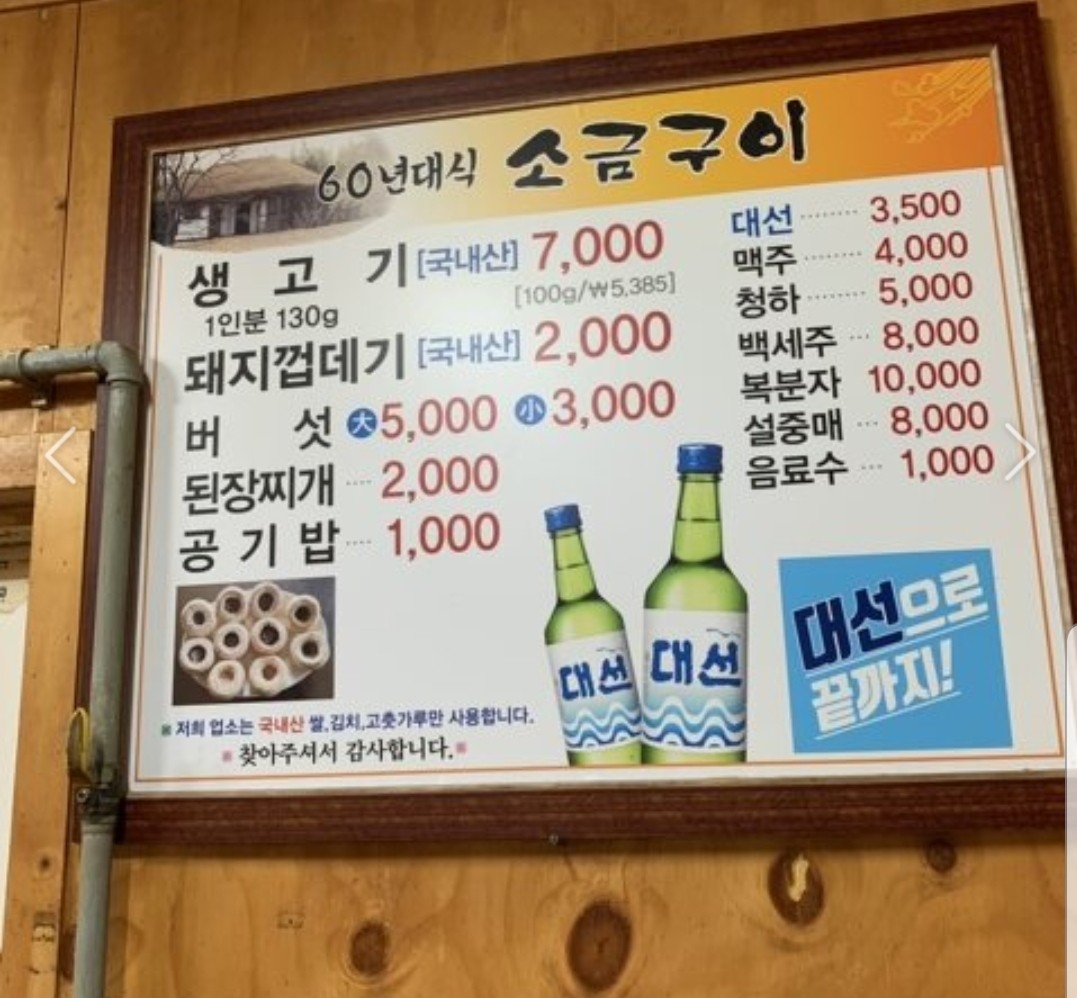 60년대식 소금구이
생고기 [국내산] 7,000
1인분 130g [100g/₩5,385]
돼지껍데기 [국내산] 2,000
버섯 大 5,000 小 3,000
된장찌개 ···· 2,000
공기밥 ···· 1,000
대선 ········ 3,500
맥주 ········ 4,000
청하 ········ 5,000
백세주 ··· 8,000
복분자 10,000
설중매 ··· 8,000
음료수 ··· 1,000
대선
대선
대선으로
끝까지!
※ 저희 업소는 국내산 쌀,김치,고춧가루만 사용합니다.
※ 찾아주셔서 감사합니다.※